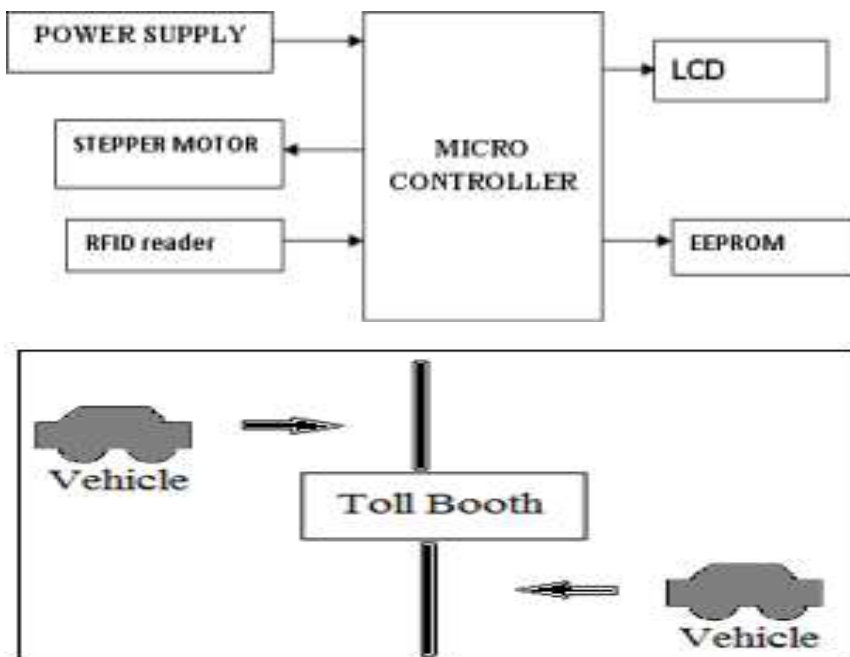 POWER SUPPLY
LCD
STEPPER MOTOR
MICRO
CONTROLLER
RFID reader
EEPROM
Vehicle
Toll Booth
Vehicle